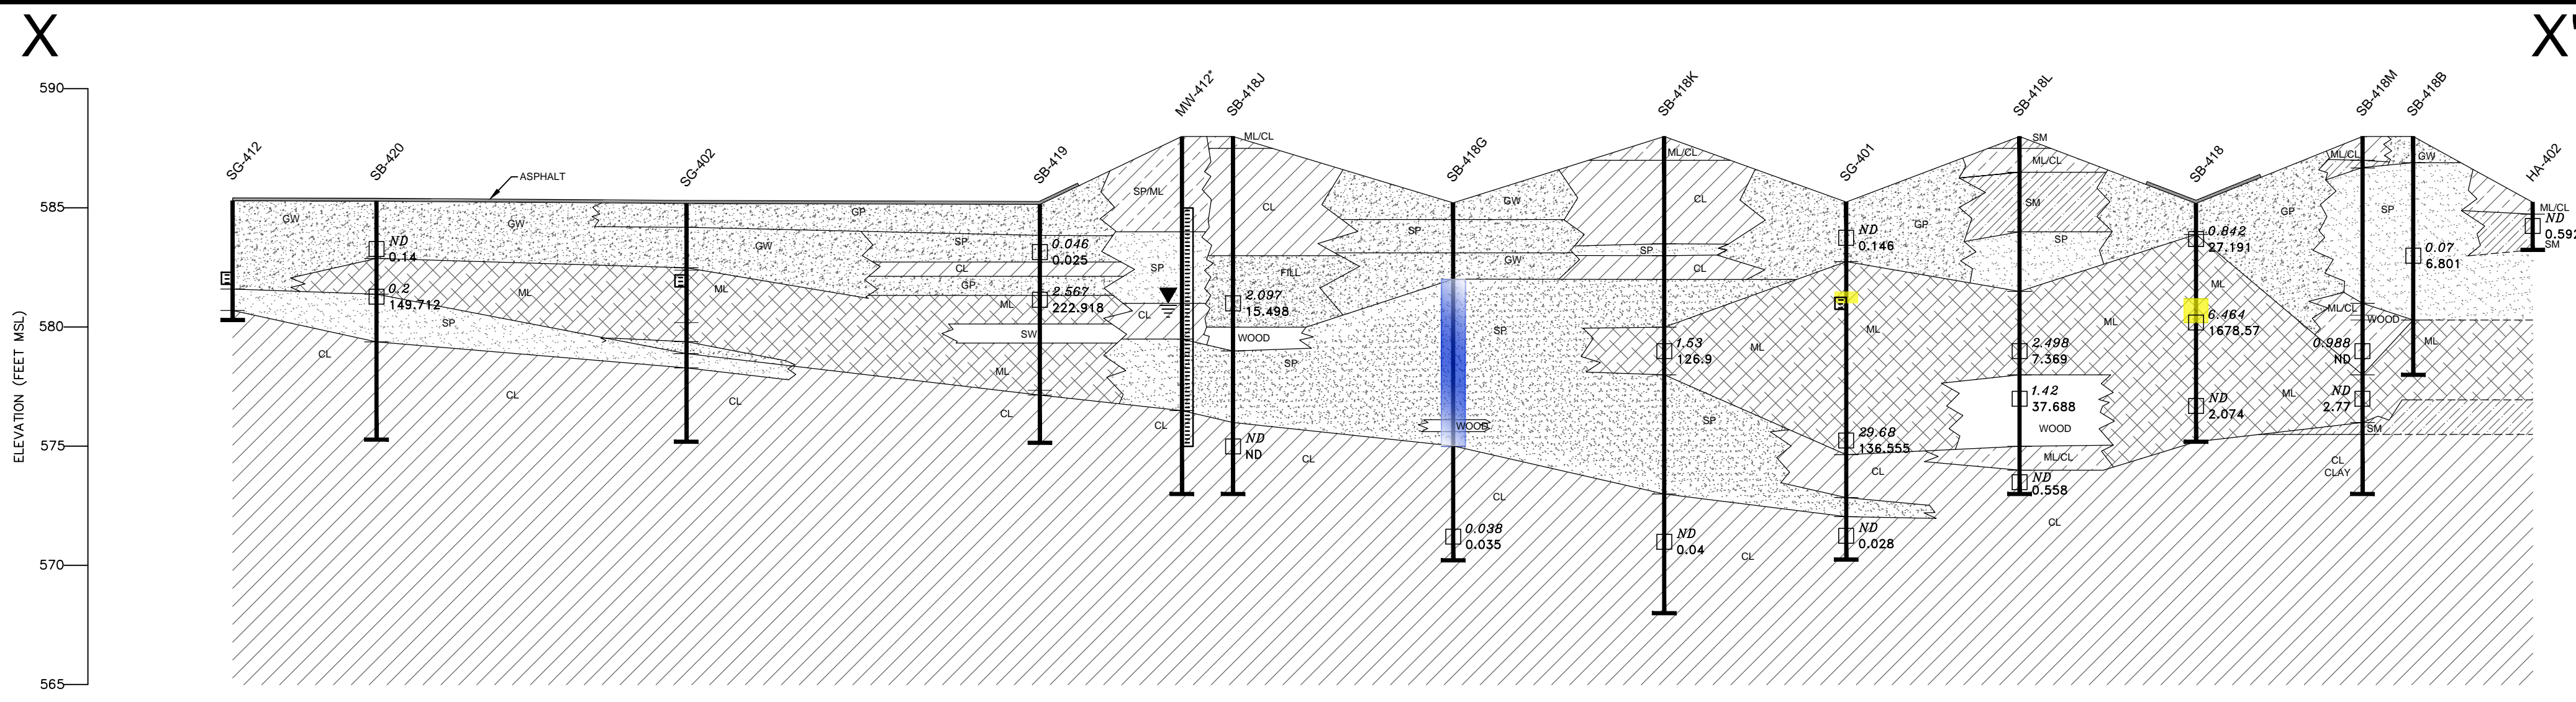 X
X'
590
585
580
575
570
565
ELEVATION (FEET MSL)
SG-412
SB-420
SG-402
SB-419
MW-412*
SB-418J
SB-418G
SB-418K
SG-401
SB-418L
SB-418
SB-418M
SB-418B
HA-402
ASPHALT
GW
GW
GP
GW
SP
CL
GP
ML
ML
ML
SP
SW
ML
CL
CL
CL
CL
ND
0.14
0.2
149.712
0.046
0.025
2.567
222.918
SP/ML
SP
CL
CL
ML/CL
CL
FILL
2.097
15.498
WOOD
SP
ND
ND
CL
GW
SP
GW
SP
WOOD
CL
0.038
0.035
ML/CL
CL
SP
CL
1.53
126.9
ML
SP
ND
0.04
CL
ND
0.146
GP
ML
29.68
136.555
CL
ND
0.028
SM
ML/CL
SM
SP
2.498
7.369
1.42
37.688
WOOD
ML/CL
ND
0.558
CL
ML
0.842
27.191
ML
6.464
1678.57
ND
2.074
ML
GP
ML/CL
SP
GW
0.07
6.801
ML/CL
WOOD
ML
0.988
ND
ND
2.77
SM
CL
CLAY
ML/CL
ND
0.592
SM